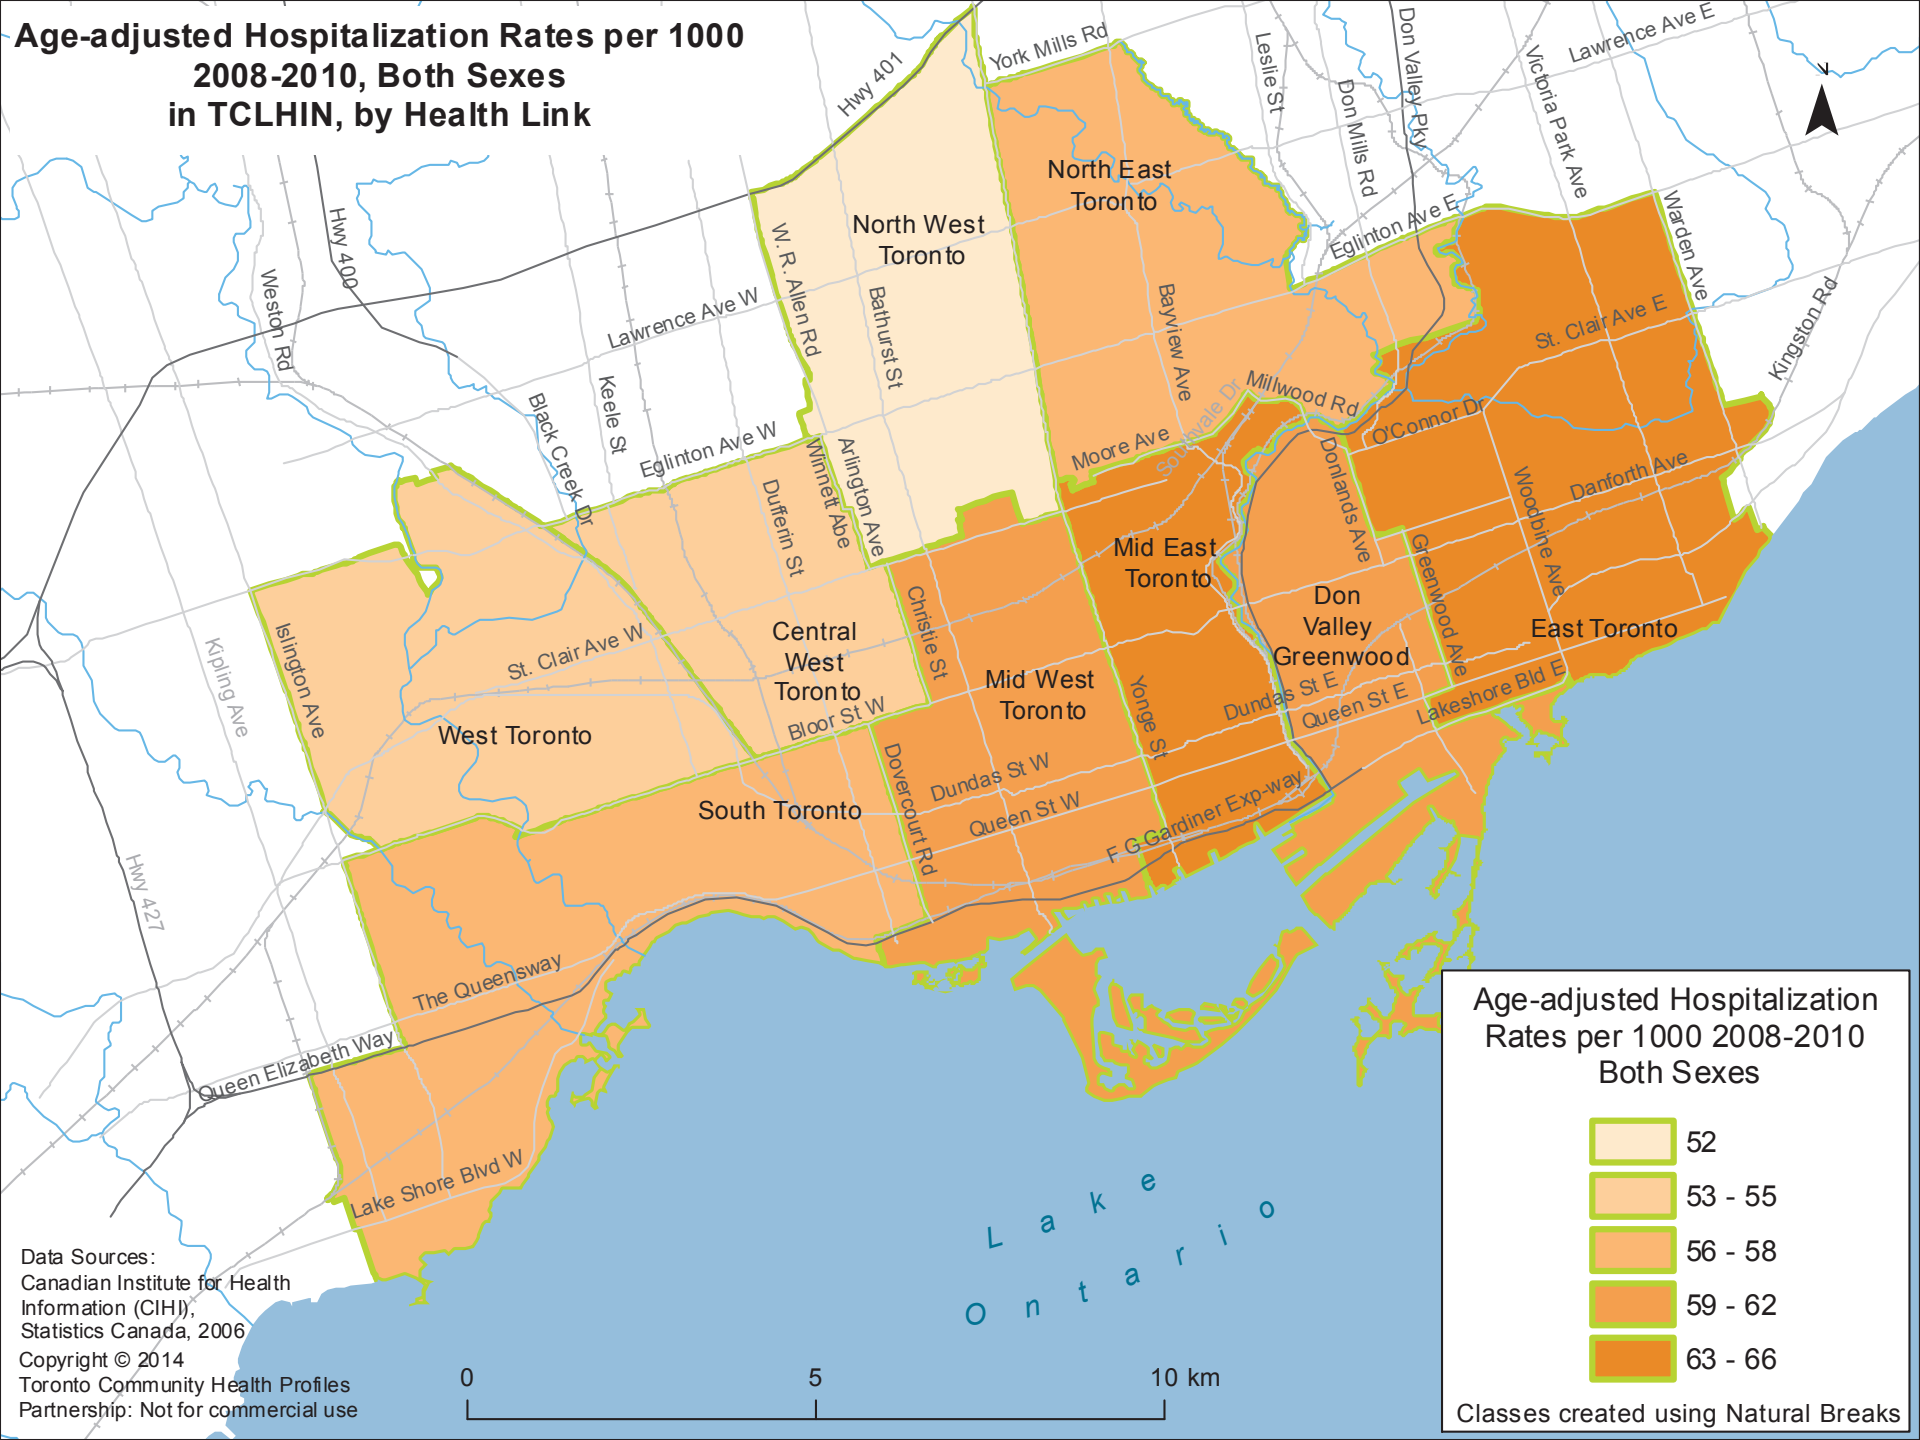 Age-adjusted Hospitalization Rates per 1000
2008-2010, Both Sexes
in TCLHIN, by Health Link
Hwy 401
York Mills Rd
Leslie St
Don Mills Rd
Don Valley Pky
Victoria Park Ave
Lawrence Ave E
N
North East
Toronto
North West
Toronto
Hwy 400
Weston Rd
W. R. Allen Rd
Bathurst St
Lawrence Ave W
Bayview Ave
Eglinton Ave E
Warden Ave
Kingston Rd
St. Clair Ave E
Black Creek Dr
Keele St
Eglinton Ave W
Winnett Abe
Arlington Ave
Dufferin St
Moore Ave
Southvale Dr
Millwood Rd
O'Connor Dr
Donlands Ave
Danforth Ave
Woodbine Ave
Greenwood Ave
Mid East
Toronto
Don
Valley
Greenwood
East Toronto
Kipling Ave
Islington Ave
St. Clair Ave W
Central
West
Toronto
Christie St
Mid West
Toronto
Yonge St
Dundas St E
Queen St E
Lakeshore Bld E
West Toronto
Bloor St W
South Toronto
Dovercourt Rd
Dundas St W
Queen St W
F G Gardiner Exp-way
Hwy 427
The Queensway
Queen Elizabeth Way
Lake Shore Blvd W
Lake
Ontario
Age-adjusted Hospitalization
Rates per 1000 2008-2010
Both Sexes
52
53 - 55
56 - 58
59 - 62
63 - 66
Classes created using Natural Breaks
Data Sources:
Canadian Institute for Health
Information (CIHI),
Statistics Canada, 2006
Copyright © 2014
Toronto Community Health Profiles
Partnership: Not for commercial use
0 5 10 km